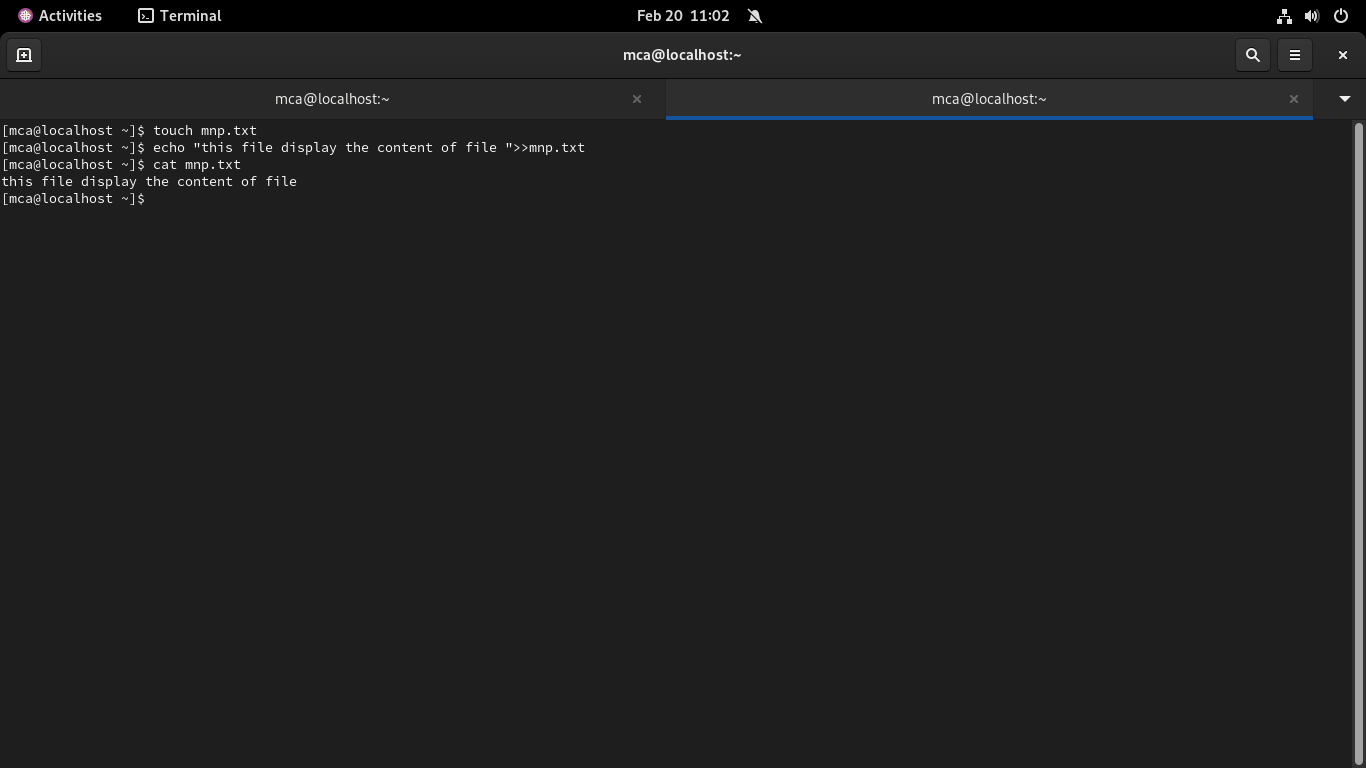 Activities Terminal Feb 20 11:02
mca@localhost:~
mca@localhost:~ mca@localhost:~
[mca@localhost ~]$ touch mnp.txt
[mca@localhost ~]$ echo "this file display the content of file ">>mnp.txt
[mca@localhost ~]$ cat mnp.txt
this file display the content of file
[mca@localhost ~]$